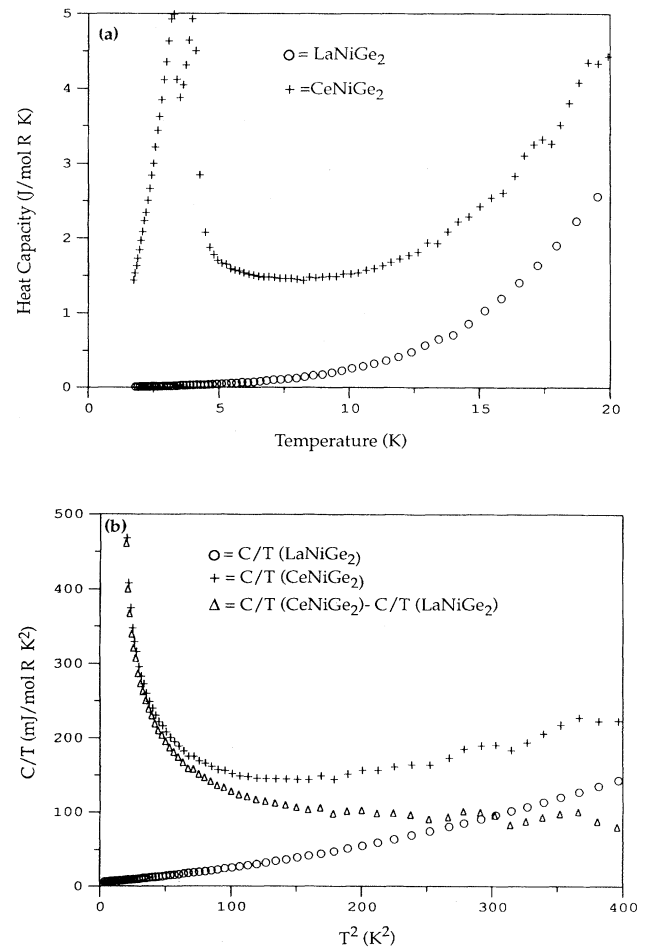 5
(a)
O = LaNiGe2
+ =CeNiGe2
4
3
2
1
0
Heat Capacity (J/mol R K)
0 5 10 15 20
Temperature (K)
500
(b)
O = C/T (LaNiGe2)
+ = C/T (CeNiGe2)
Δ = C/T (CeNiGe2)- C/T (LaNiGe2)
400
300
200
100
0
C/T (mJ/mol R K2)
0 100 200 300 400
T2 (K2)